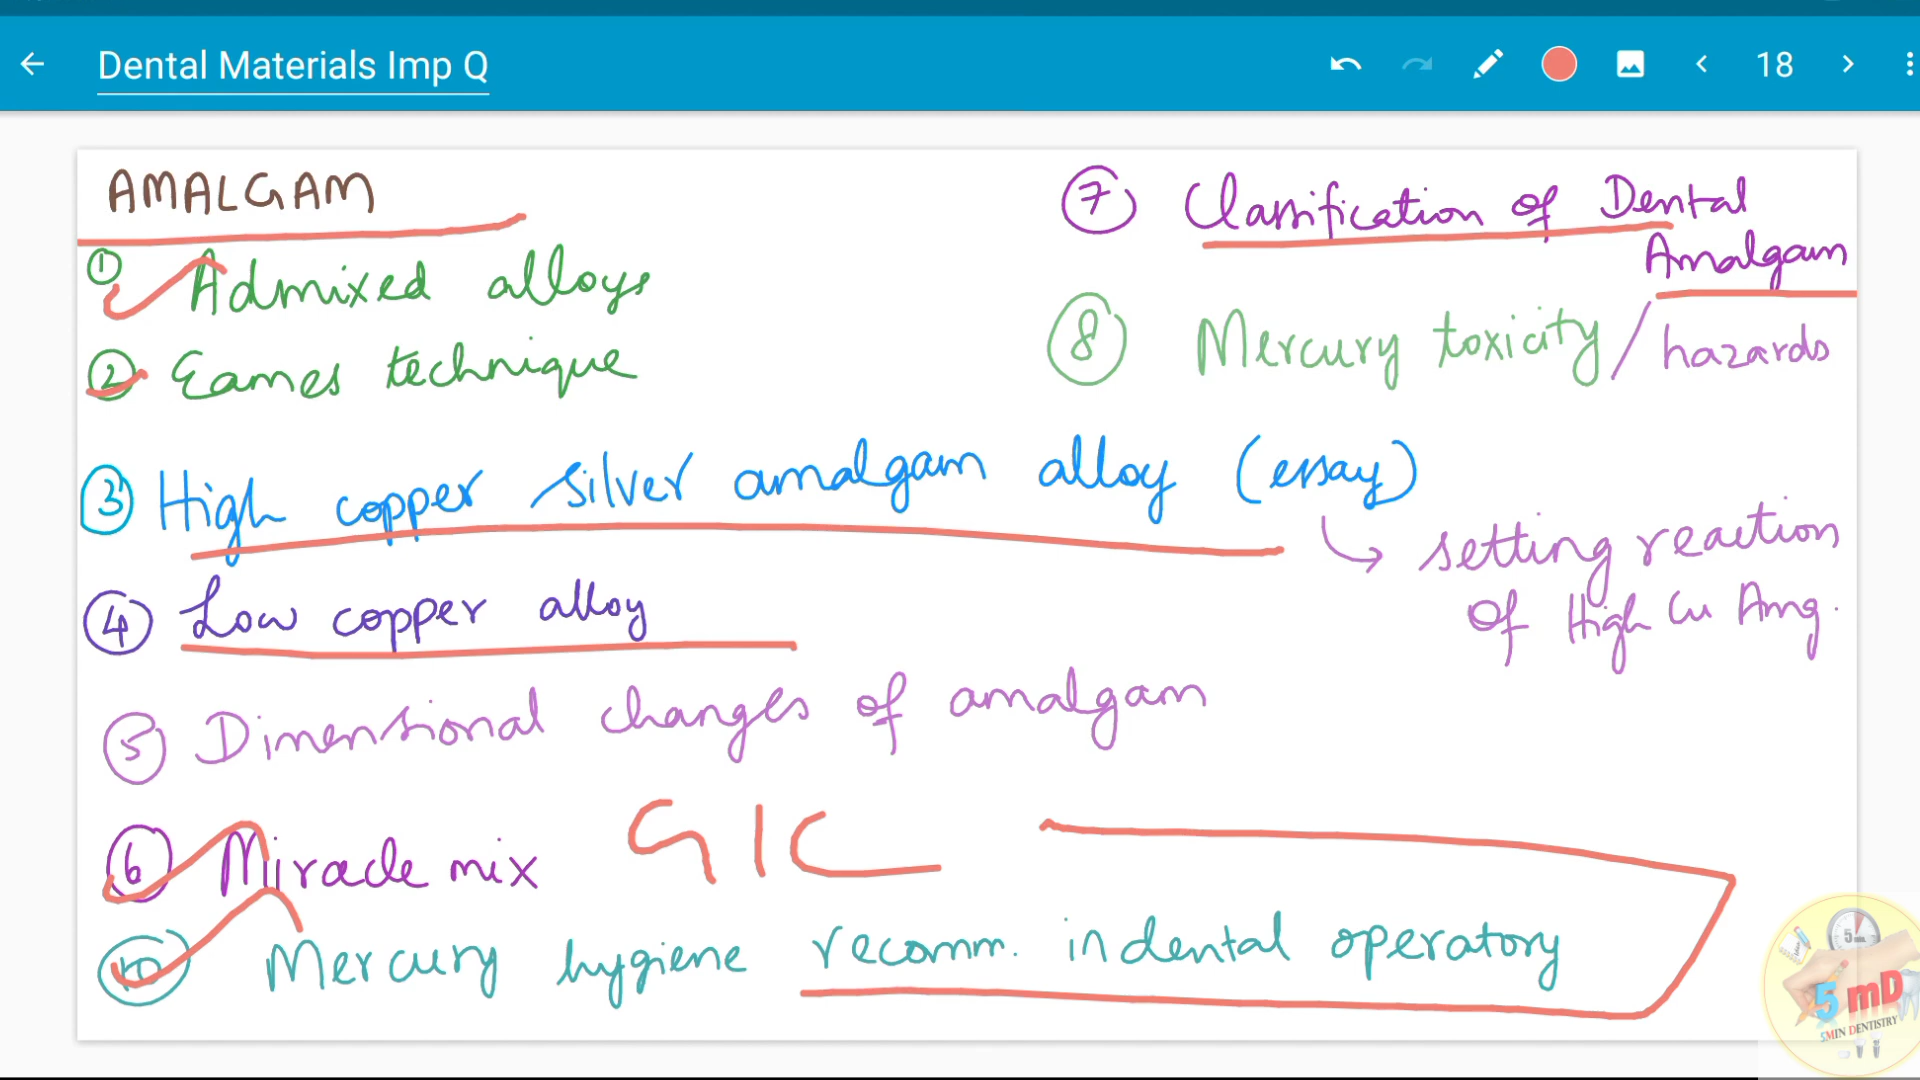 Dental Materials Imp Q
18
AMALGAM
① Admixed alloys
② Eames technique
③ High copper silver amalgam alloy (essay)
→ setting reaction
of High Cu Amg.
④ Low copper alloy
⑤ Dimensional changes of amalgam
⑥ Miracle mix GIC
⑩ Mercury hygiene recomm. in dental operatory
⑦ Classification of Dental
Amalgam
⑧ Mercury toxicity / hazards
5 mD
5MIN DENTISTRY